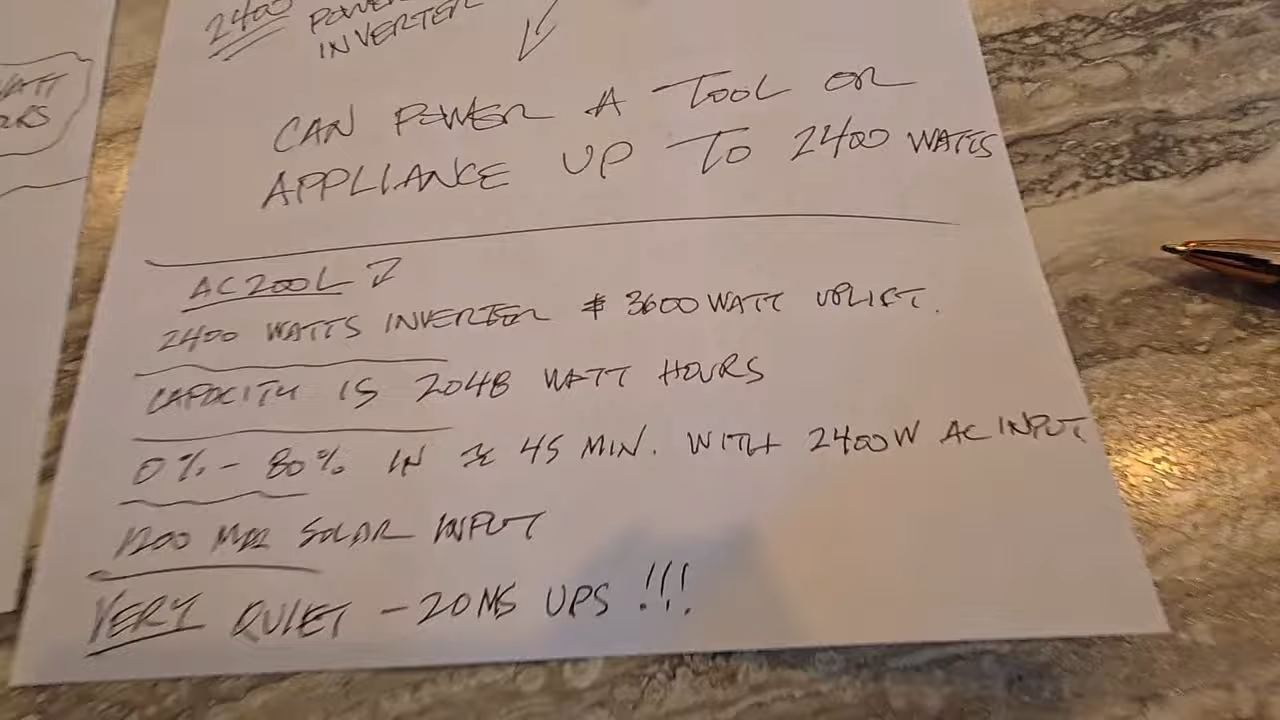 2400
INVERTER
CAN POWER A TOOL OR
APPLIANCE UP TO 2400 WATTS
AC200L
2400 WATTS INVERTER & 3600 WATT UPLIFT.
CAPACITY IS 2048 WATT HOURS
0% - 80% IN ≈ 45 MIN. WITH 2400W AC INPUT
1200 MAX SOLAR INPUT
VERY QUIET - 20MS UPS !!!